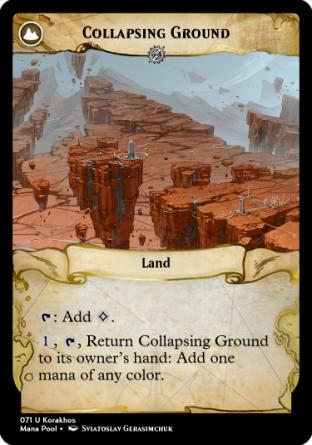 COLLAPSING GROUND
Land
: Add .
1, , Return Collapsing Ground
to its owner's hand: Add one
mana of any color.
071 U Korakhos
Mana Pool • Sviatoslav Gerasimchuk